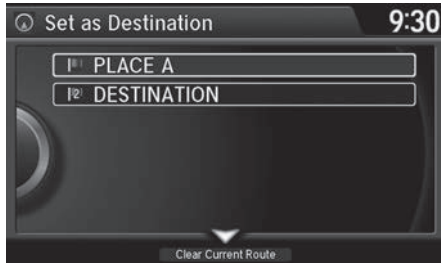 Set as Destination 9:30
PLACE A
DESTINATION
Clear Current Route